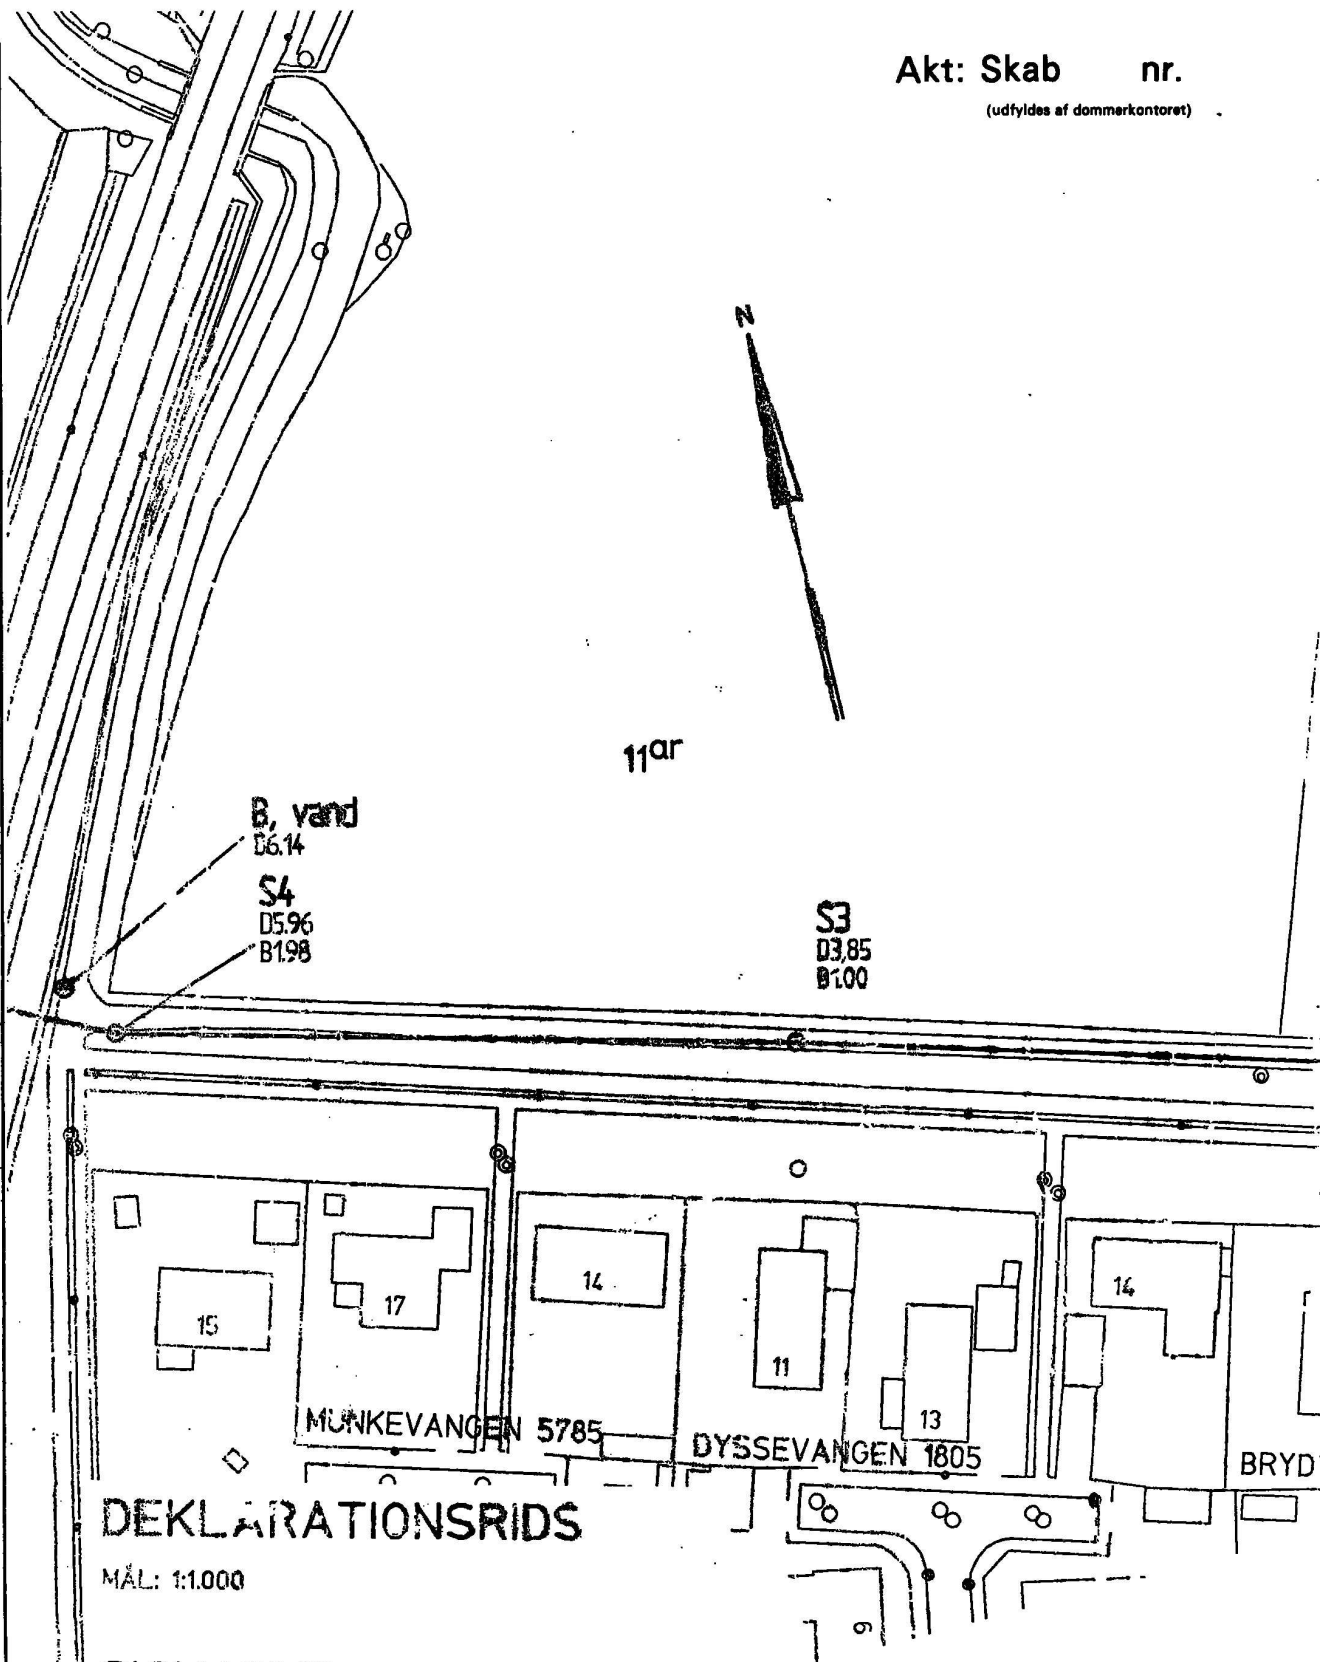 Akt: Skab nr.
(udfyldes af dommerkontoret)
N
11ar
B, vand
D6.14
S4
D5.96
B1.98
S3
D3,85
B1.00
15
17
14
11
13
14
MUNKEVANGEN 5785
DYSSEVANGEN 1805
BRYD
DEKLARATIONSRIDS
MÅL: 1:1.000
9